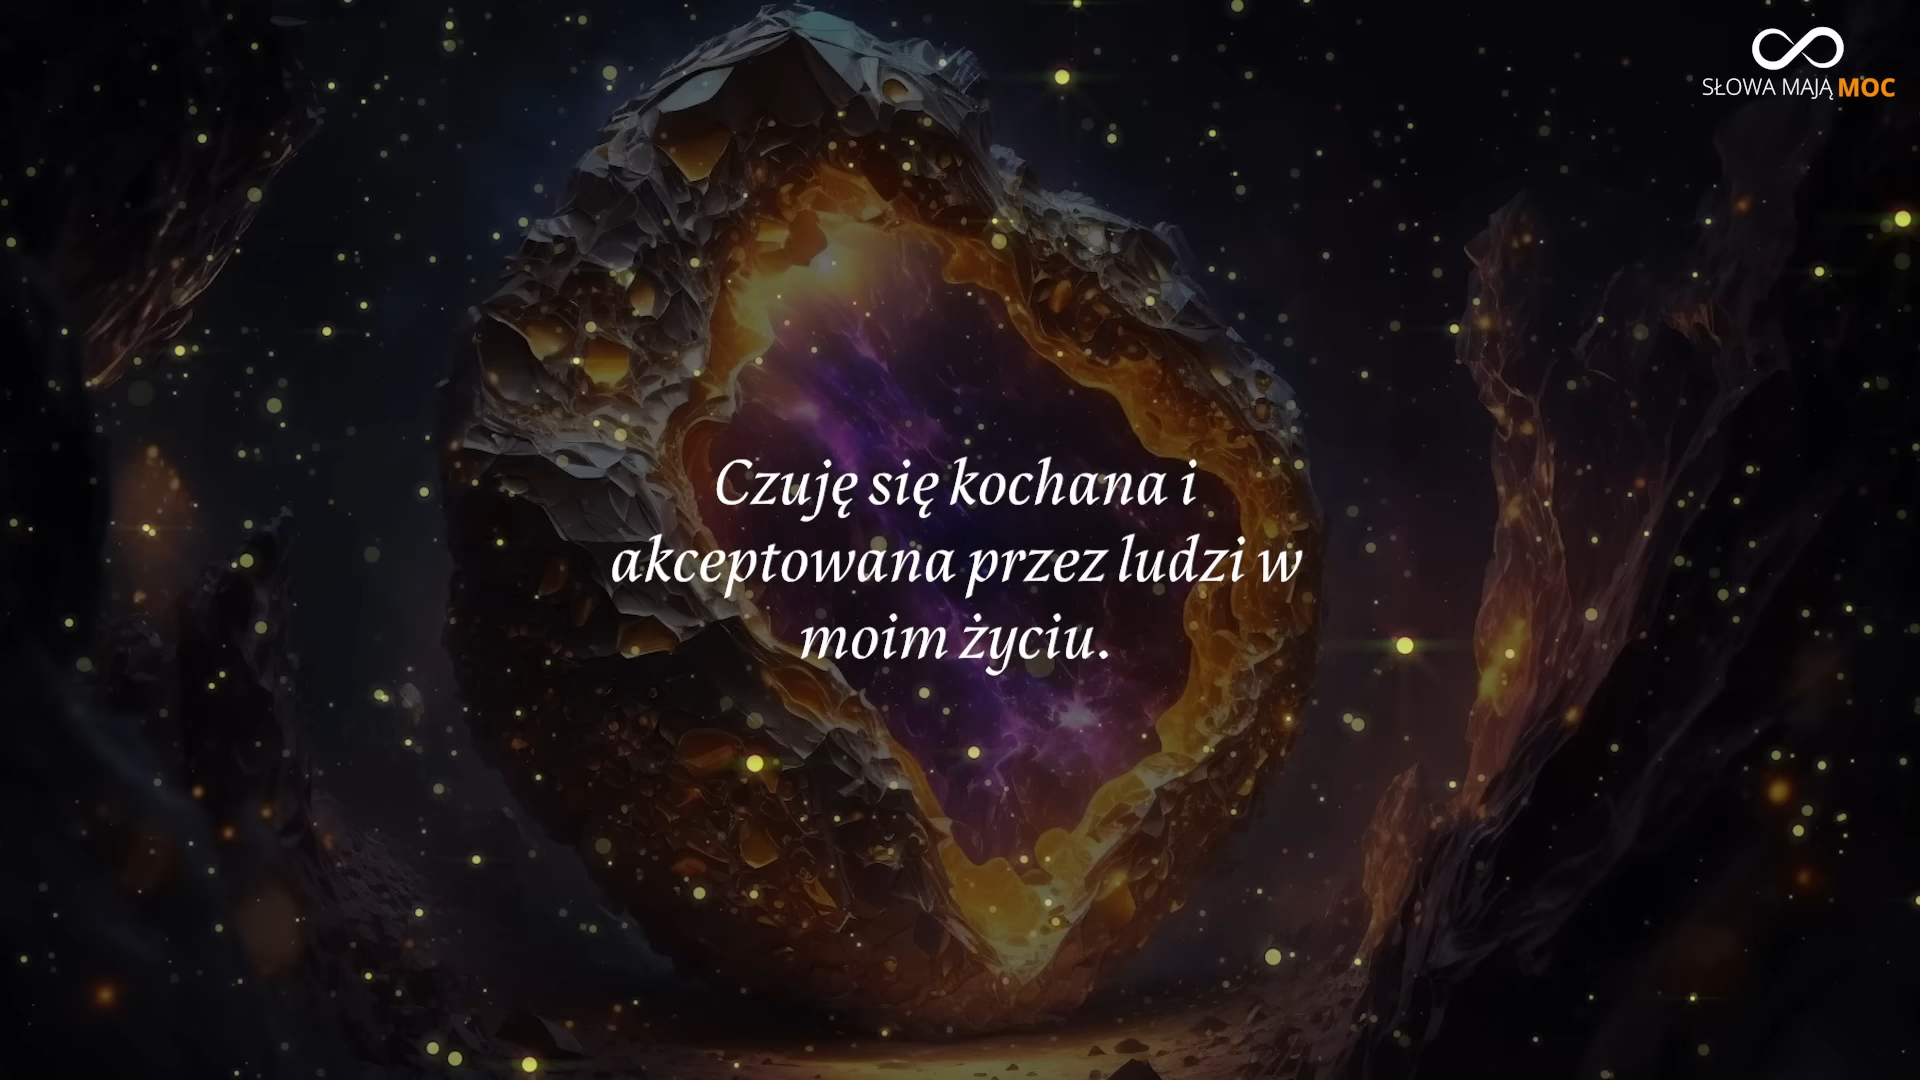 SŁOWA MAJĄ MOC
Czuję się kochana i
akceptowana przez ludzi w
moim życiu.